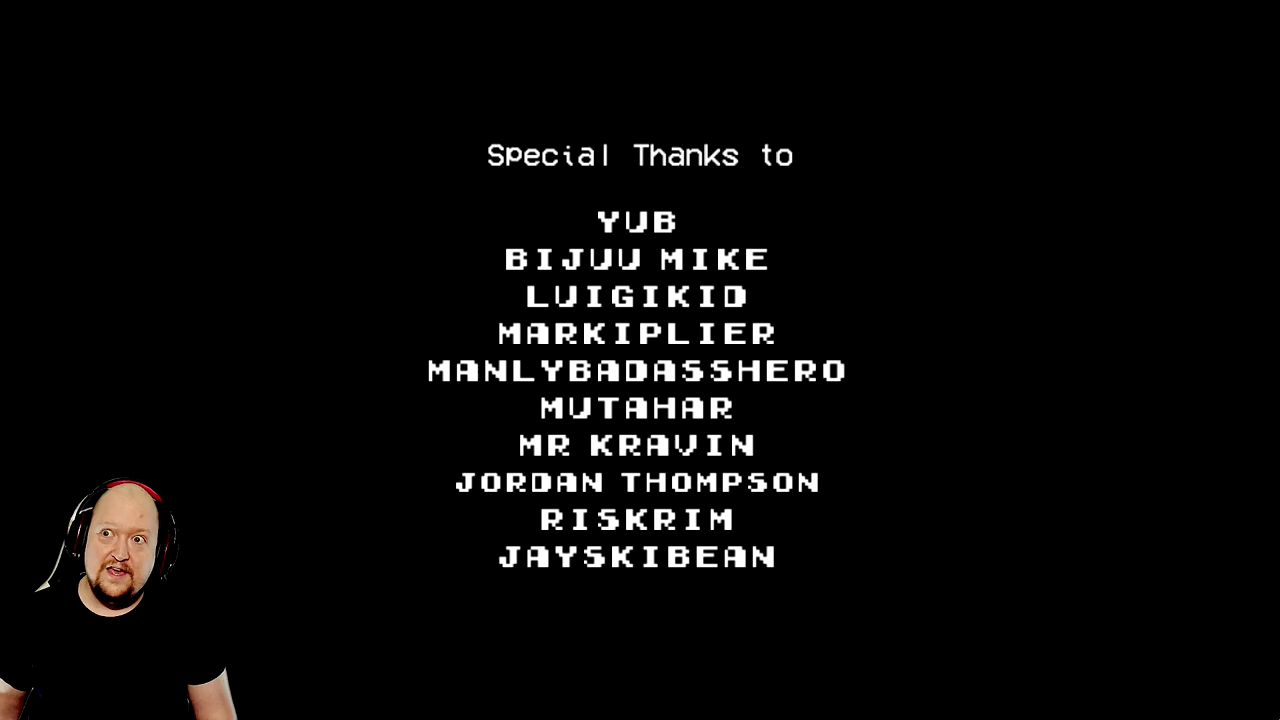 Special Thanks to
YUB
BIJUU MIKE
LUIGIKID
MARKIPLIER
MANLYBADASSHERO
MUTAHAR
MR KRAVIN
JORDAN THOMPSON
RISKRIM
JAYSKIBEAN